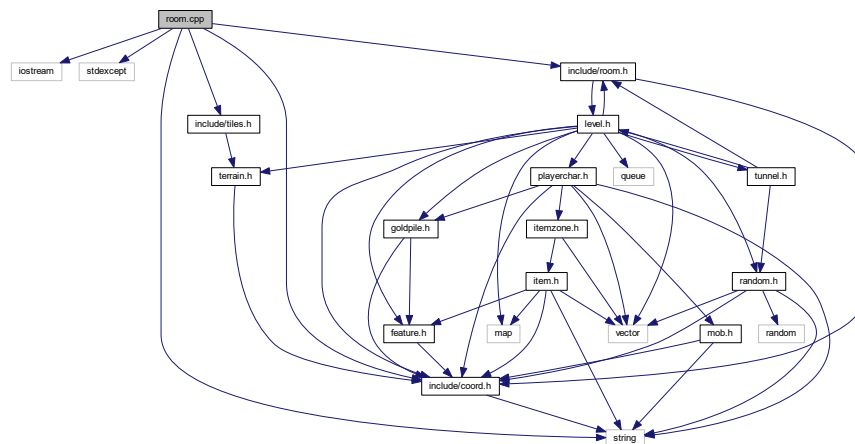 room.cpp
iostream
stdexcept
include/room.h
include/tiles.h
level.h
terrain.h
playerchar.h
queue
tunnel.h
goldpile.h
itemzone.h
item.h
random.h
feature.h
map
vector
mob.h
random
include/coord.h
string